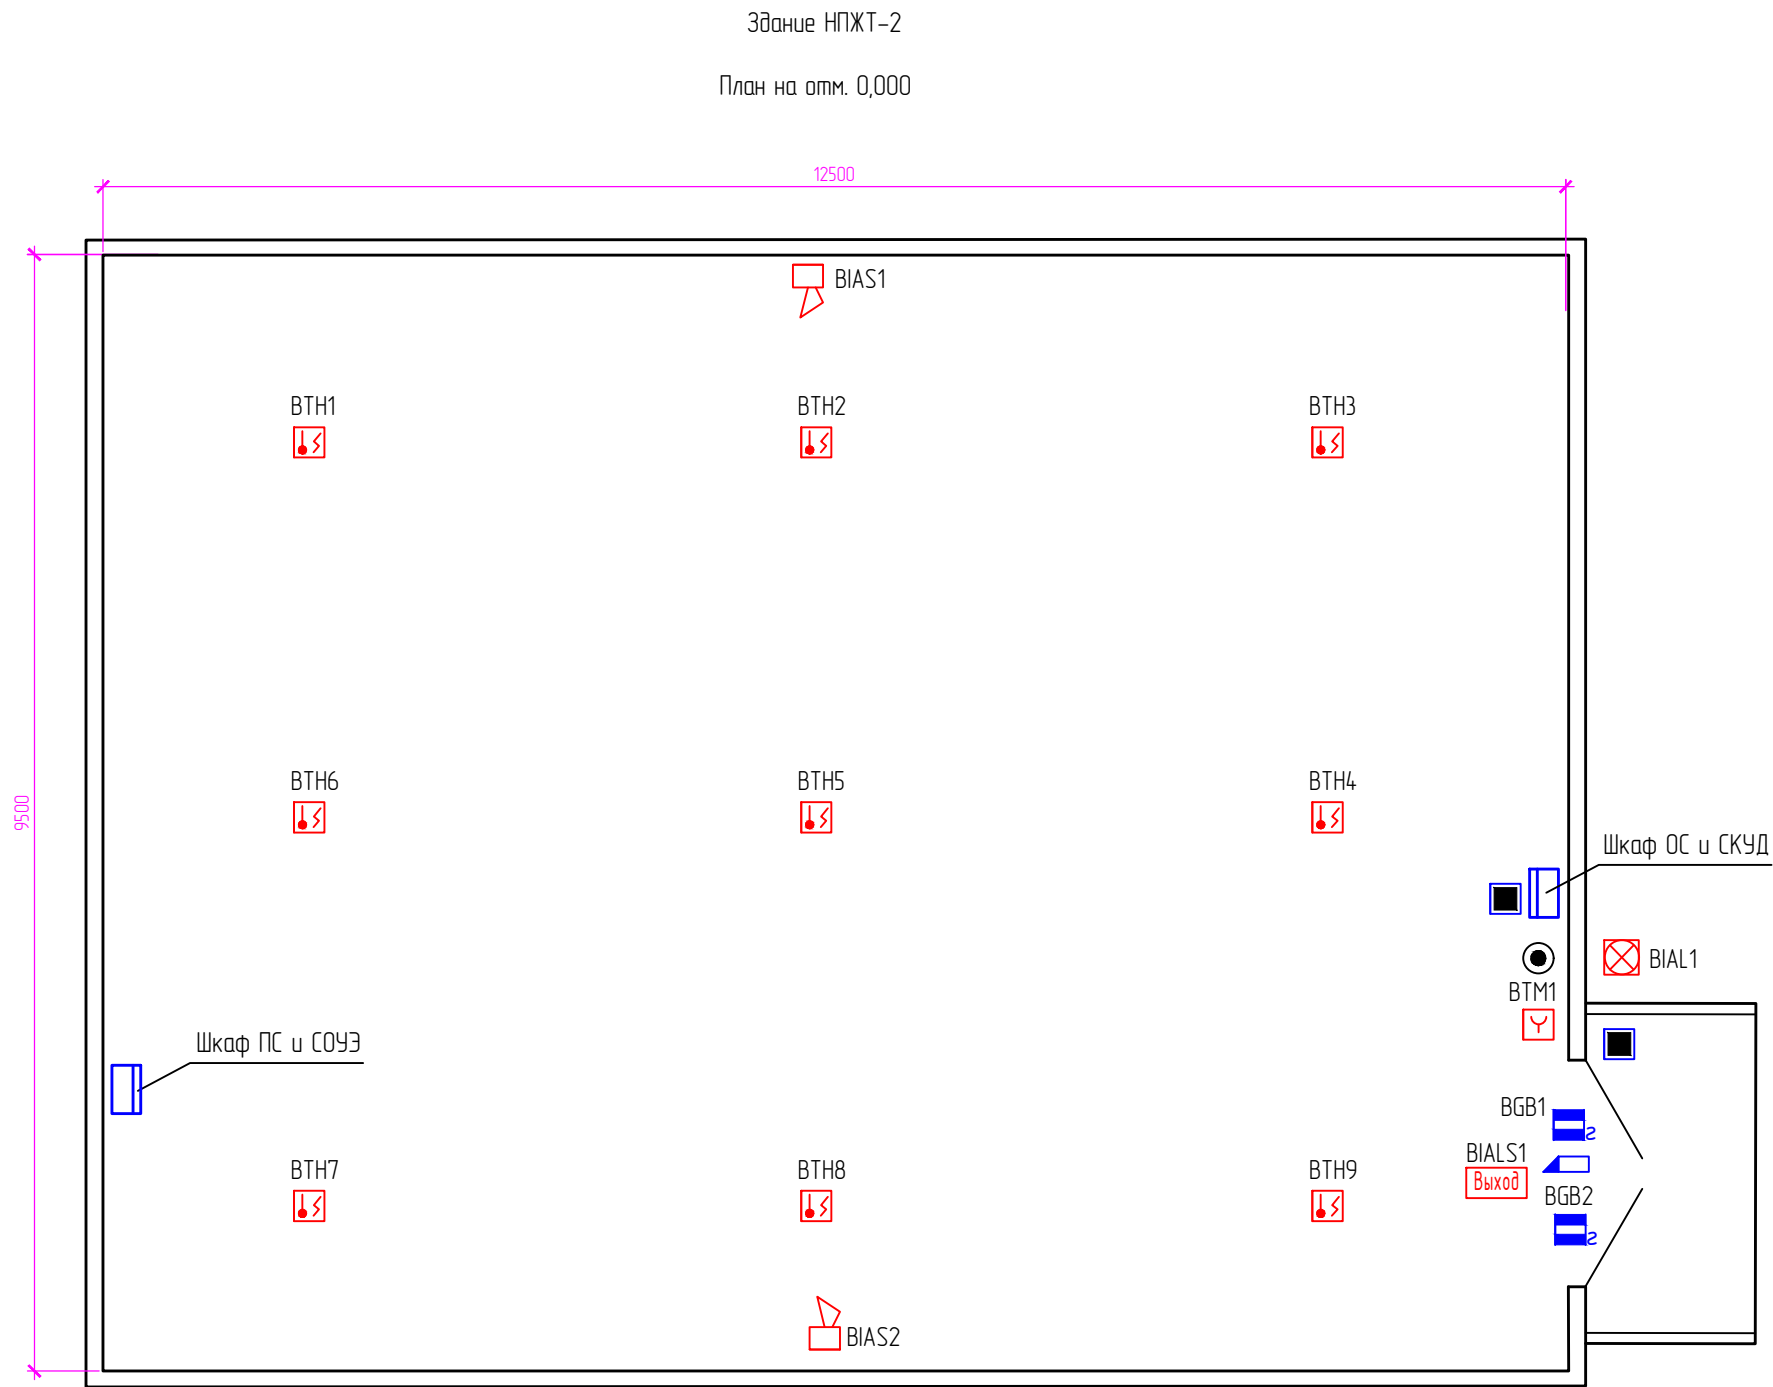 Здание НПЖТ-2
План на отм. 0,000
12500
BIAS1
BTH1
BTH2
BTH3
BTH6
BTH5
BTH4
9500
Шкаф ОС и СКУД
BIAL1
BTM1
Шкаф ПС и СОУЭ
BGB1
BIALS1
BTH7
BTH8
BTH9
Выход
BGB2
BIAS2